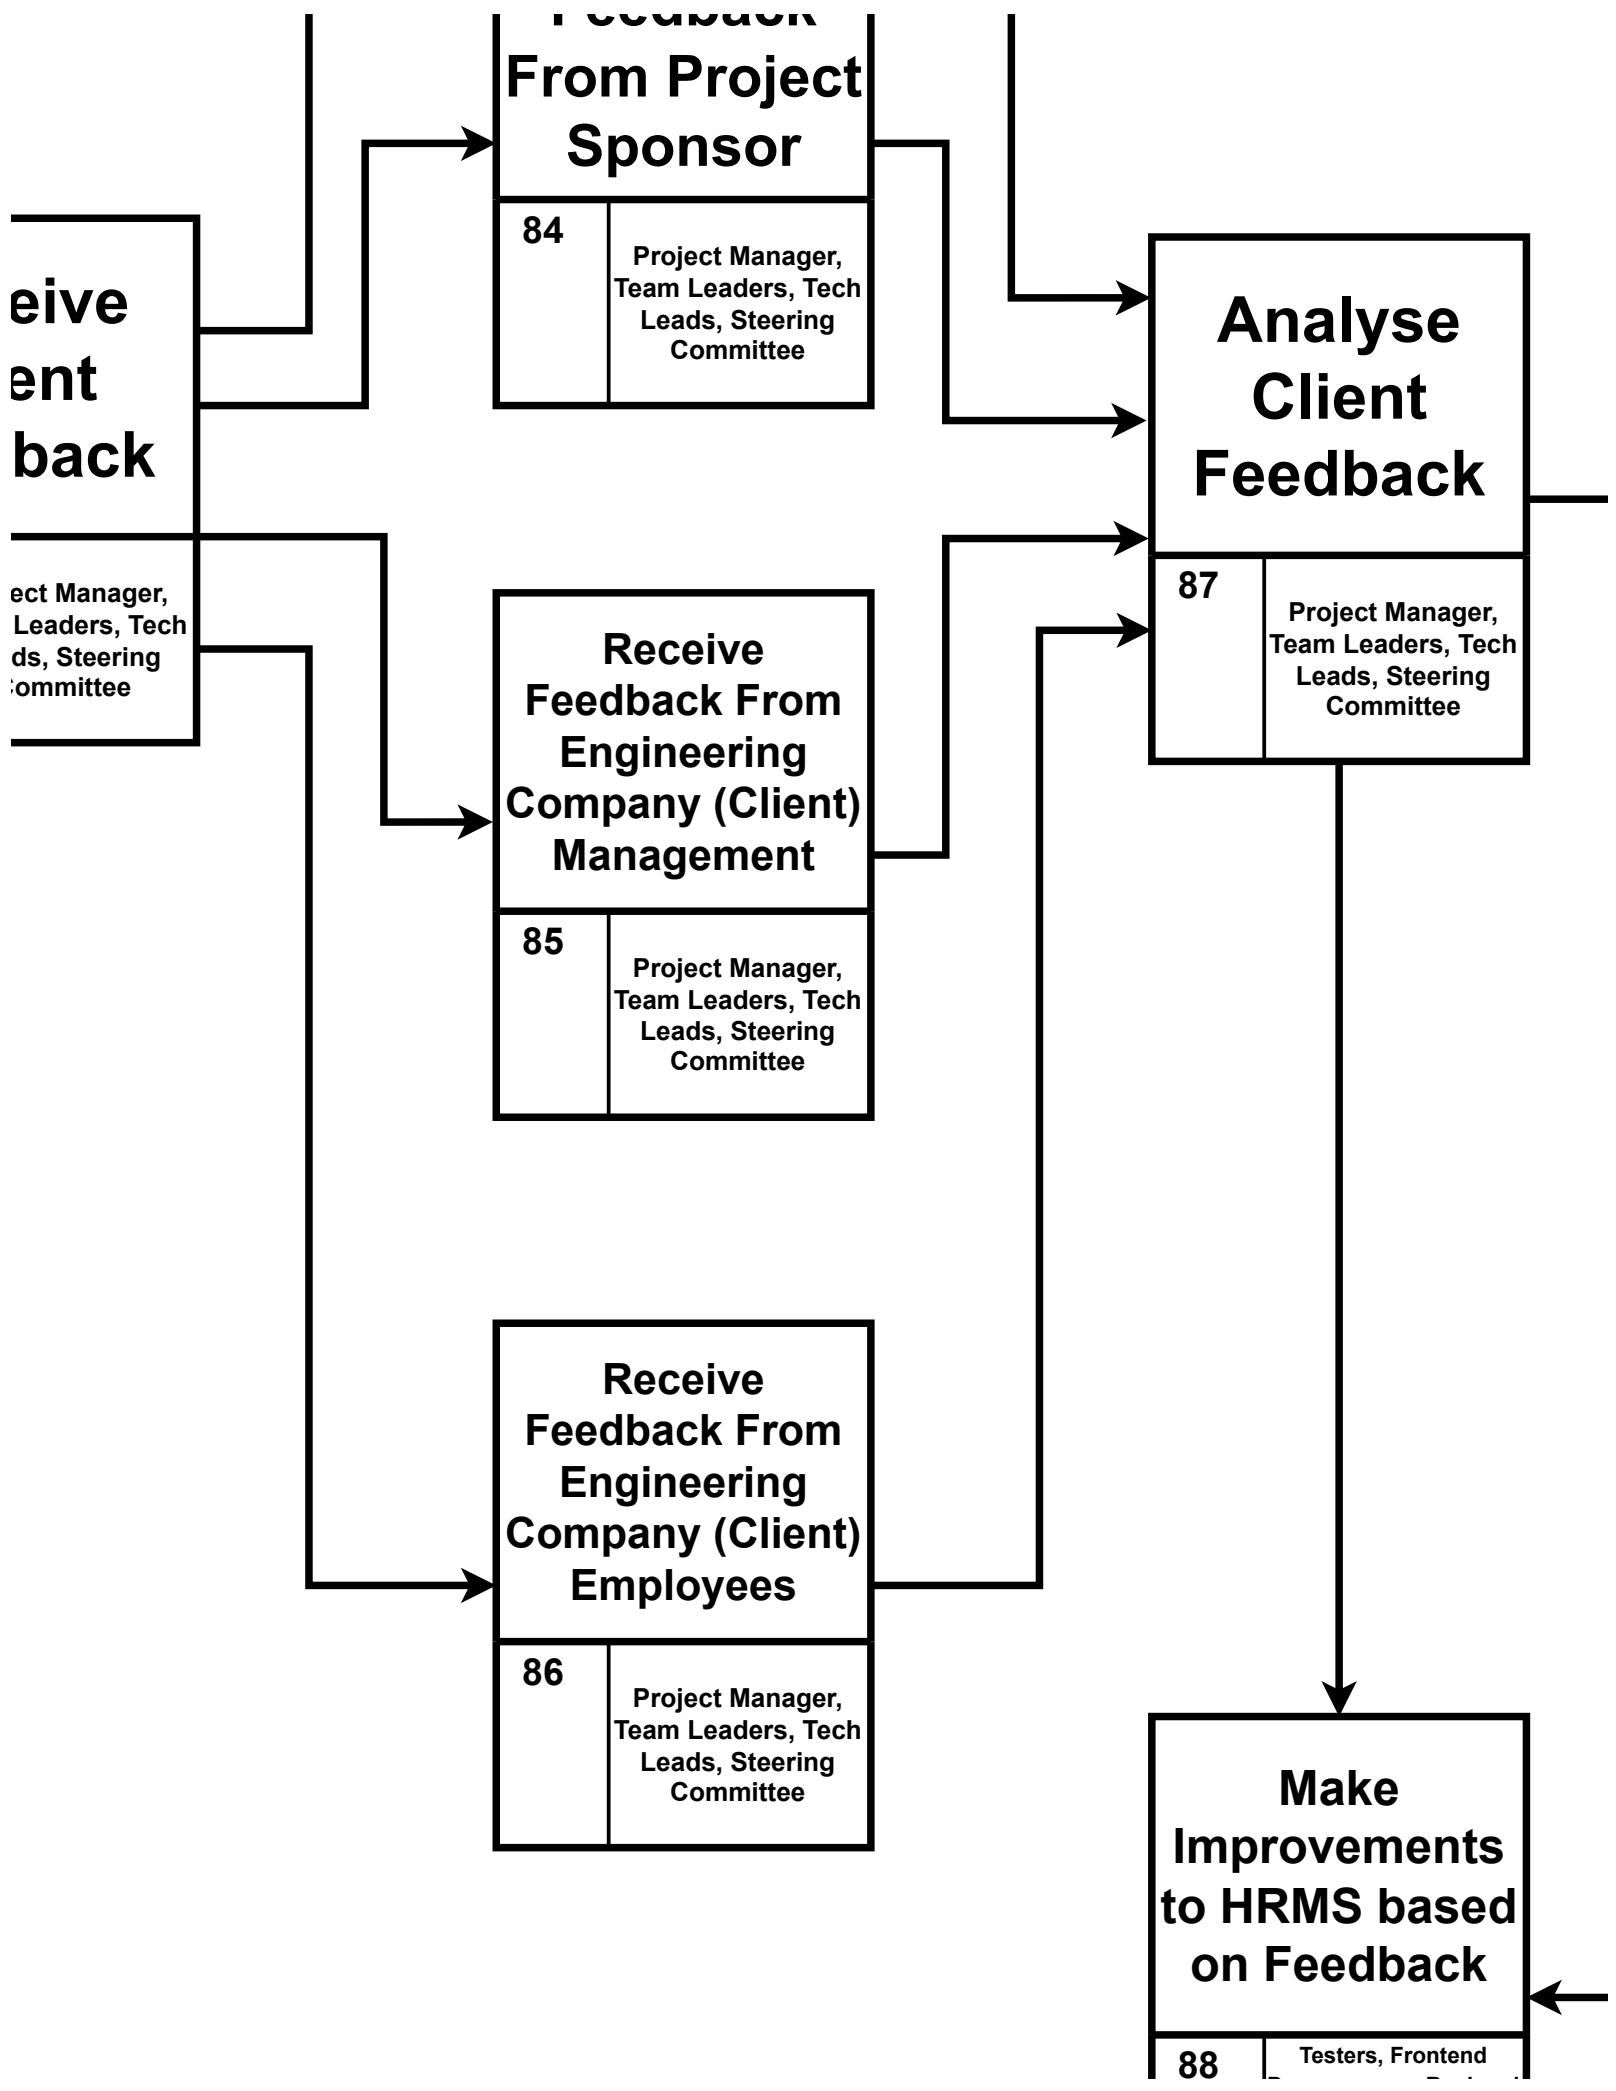 Feedback
From Project
Sponsor
84
Project Manager,
Team Leaders, Tech
Leads, Steering
Committee
eive
ent
back
ect Manager,
Leaders, Tech
ds, Steering
ommittee
Analyse
Client
Feedback
87
Project Manager,
Team Leaders, Tech
Leads, Steering
Committee
Receive
Feedback From
Engineering
Company (Client)
Management
85
Project Manager,
Team Leaders, Tech
Leads, Steering
Committee
Receive
Feedback From
Engineering
Company (Client)
Employees
86
Project Manager,
Team Leaders, Tech
Leads, Steering
Committee
Make
Improvements
to HRMS based
on Feedback
88
Testers, Frontend